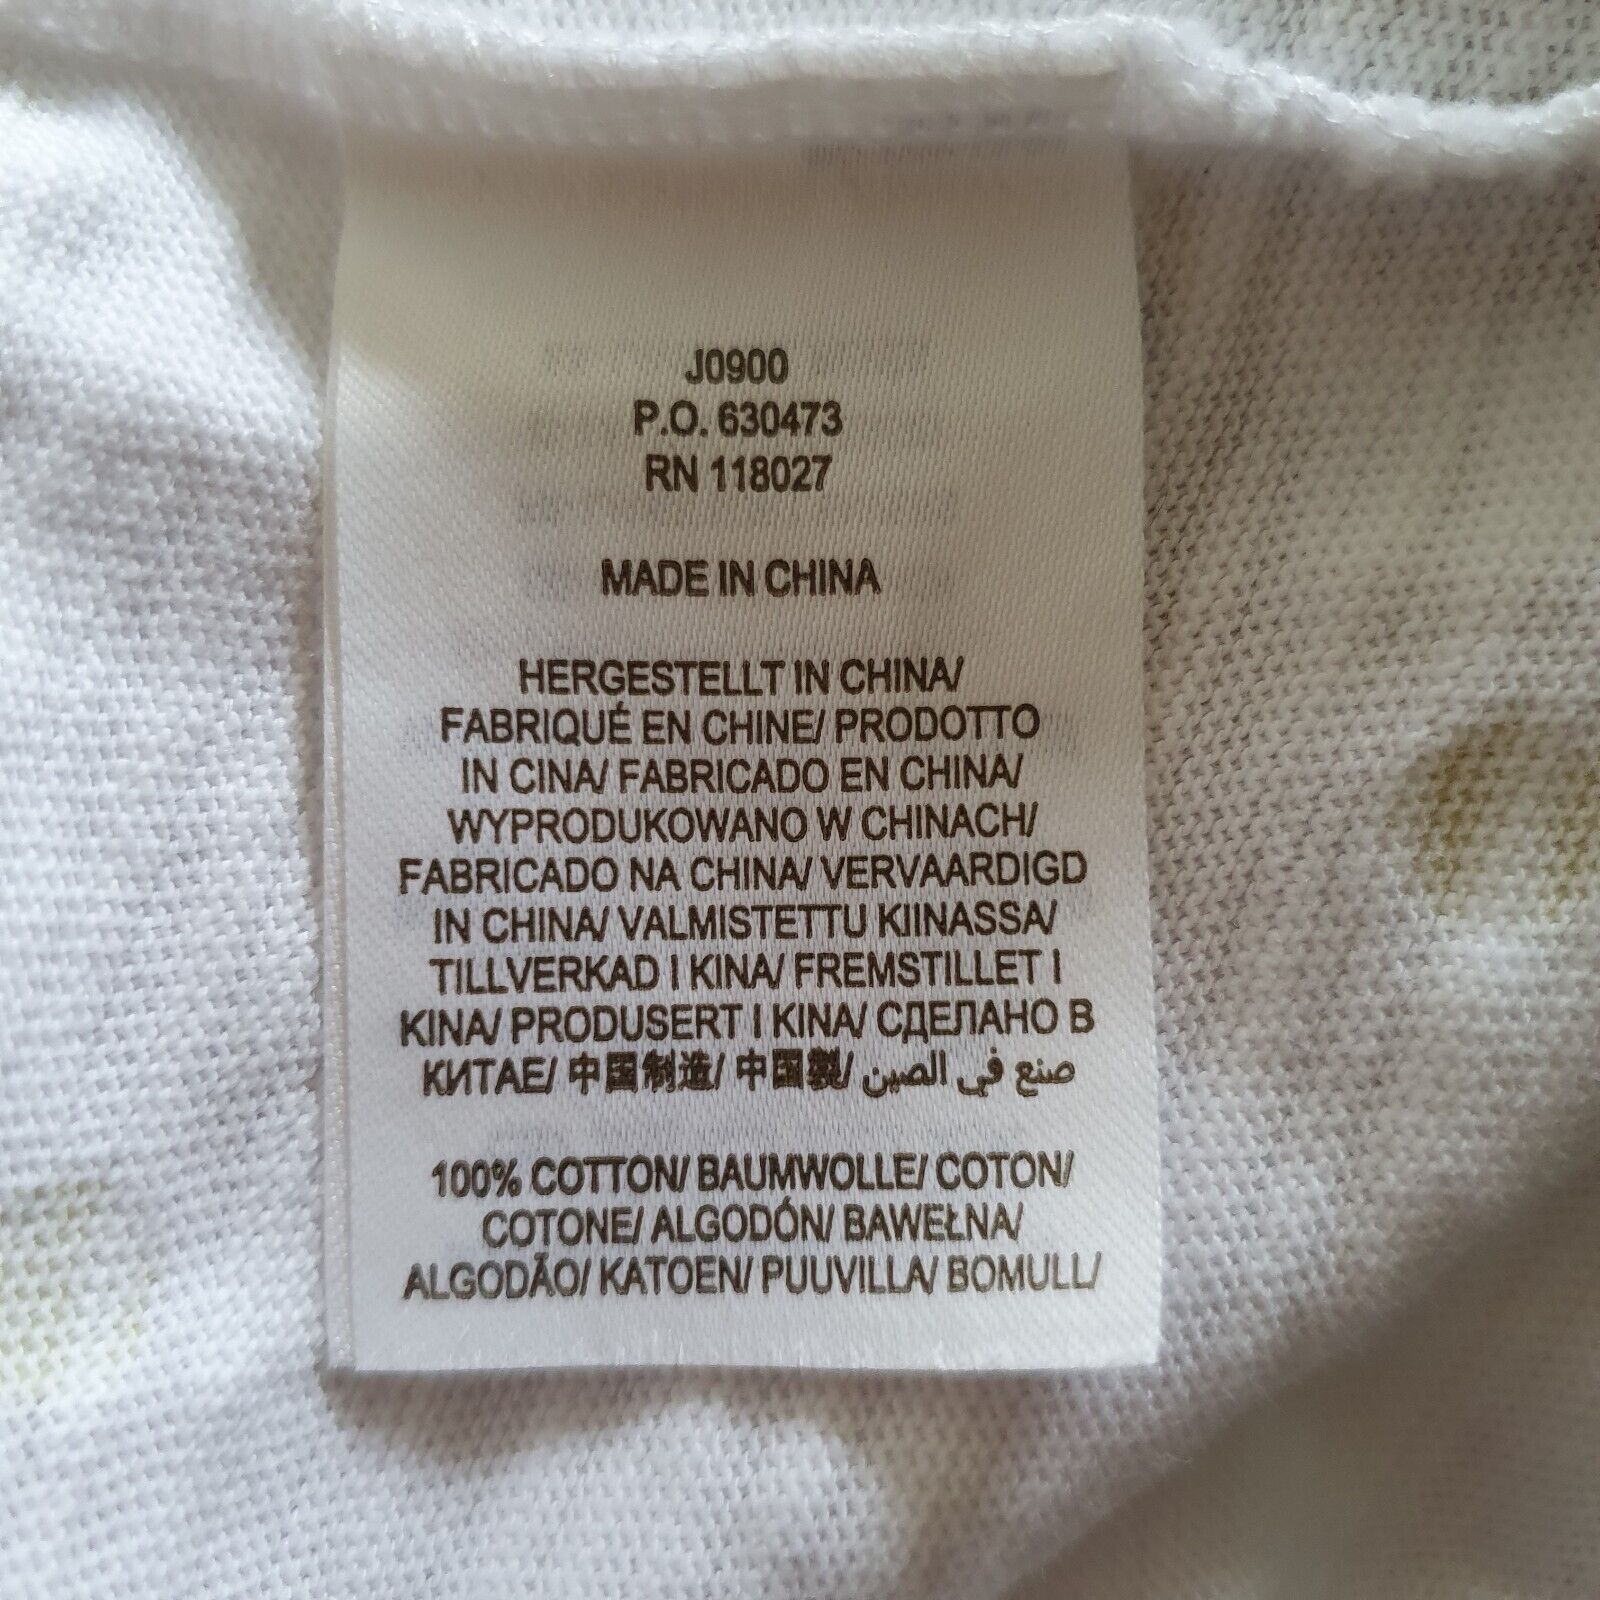 J0900
P.O. 630473
RN 118027
MADE IN CHINA
HERGESTELLT IN CHINA/
FABRIQUÉ EN CHINE/ PRODOTTO
IN CINA/ FABRICADO EN CHINA/
WYPRODUKOWANO W CHINACH/
FABRICADO NA CHINA/ VERVAARDIGD
IN CHINA/ VALMISTETTU KIINASSA/
TILLVERKAD I KINA/ FREMSTILLET I
KINA/ PRODUSERT I KINA/ СДЕЛАНО В
КИТАЕ/ 中国制造/ 中国製/ صنع في الصين
100% COTTON/ BAUMWOLLE/ COTON/
COTONE/ ALGODÓN/ BAWEŁNA/
ALGODÃO/ KATOEN/ PUUVILLA/ BOMULL/